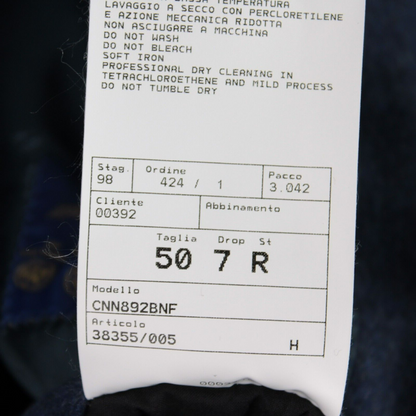 TEMPERATURA
LAVAGGIO A SECCO CON PERCLORETILENE
E AZIONE MECCANICA RIDOTTA
NON ASCIUGARE A MACCHINA
DO NOT WASH
DO NOT BLEACH
SOFT IRON
PROFESSIONAL DRY CLEANING IN
TETRACHLOROETHENE AND MILD PROCESS
DO NOT TUMBLE DRY
Stag. Ordine Pacco
98 424 / 1 3.042
Cliente Abbinamento
00392
Taglia Drop St
50 7 R
Modello
CNN892BNF
Articolo
38355/005 H